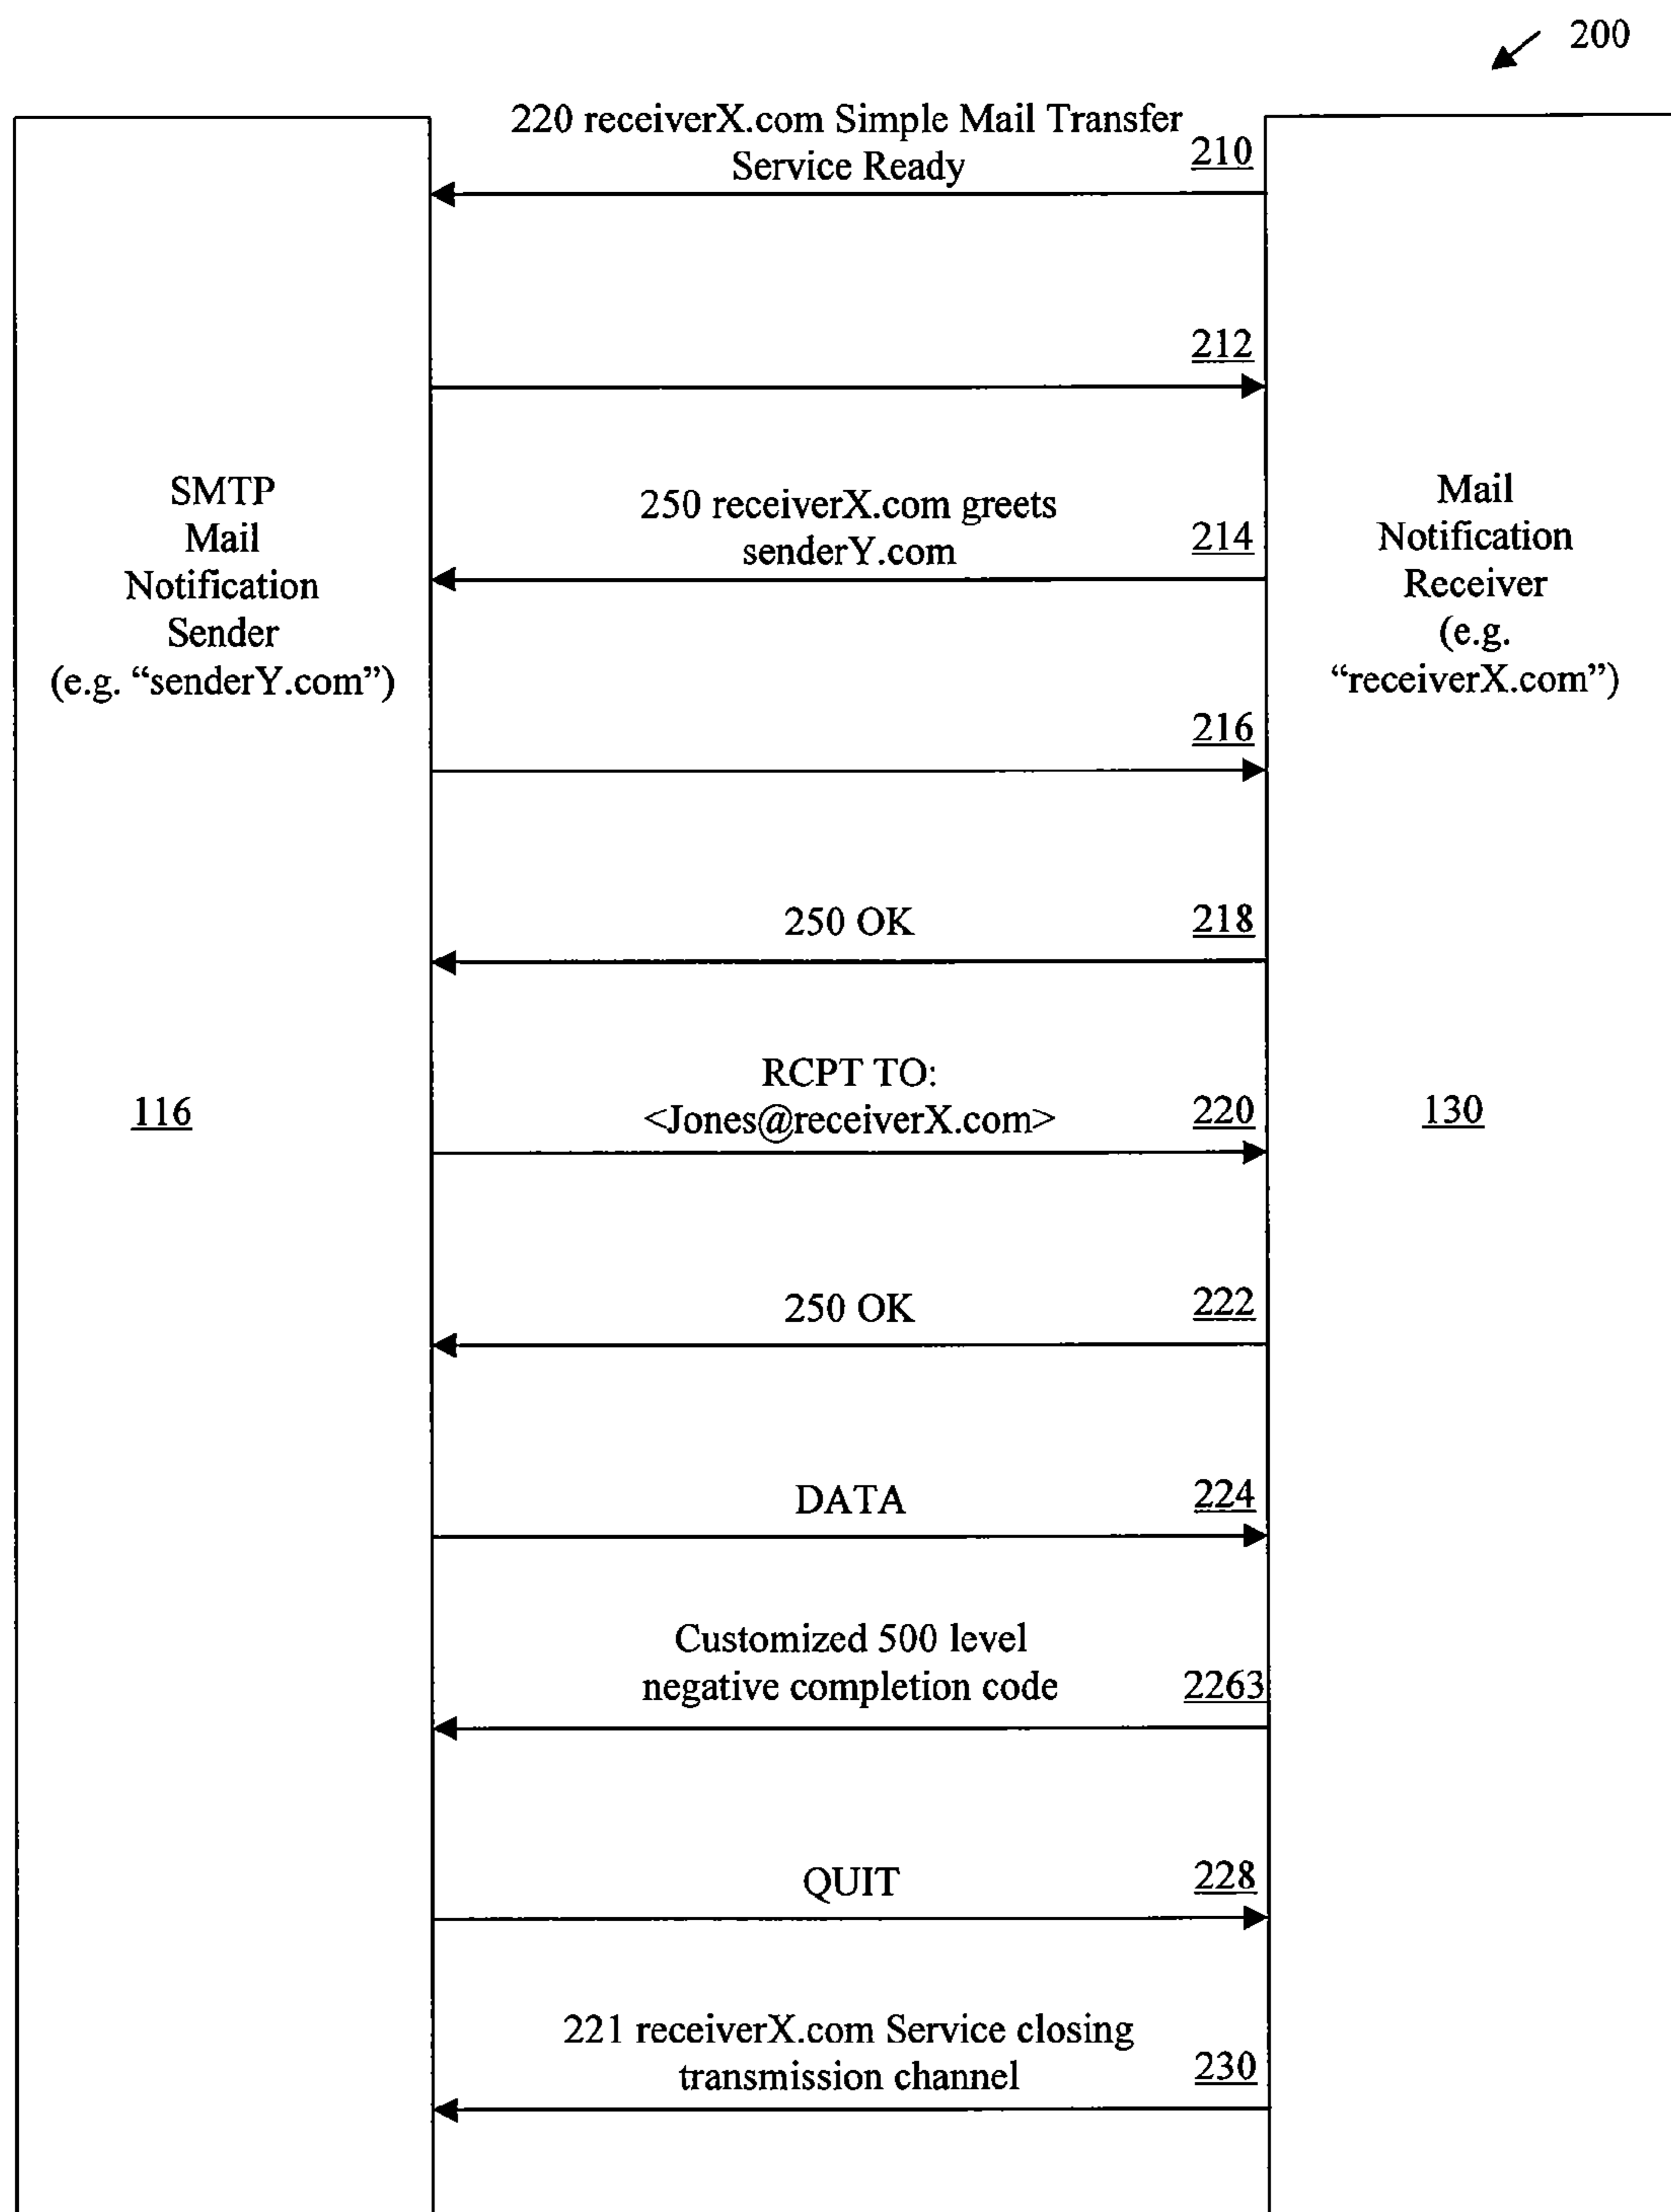 200
220 receiverX.com Simple Mail Transfer
Service Ready
210
212
SMTP
Mail
Notification
Sender
(e.g. “senderY.com”)
250 receiverX.com greets
senderY.com
214
Mail
Notification
Receiver
(e.g.
“receiverX.com”)
216
250 OK
218
116
RCPT TO:
<Jones@receiverX.com>
220
130
250 OK
222
DATA
224
Customized 500 level
negative completion code
2263
QUIT
228
221 receiverX.com Service closing
transmission channel
230